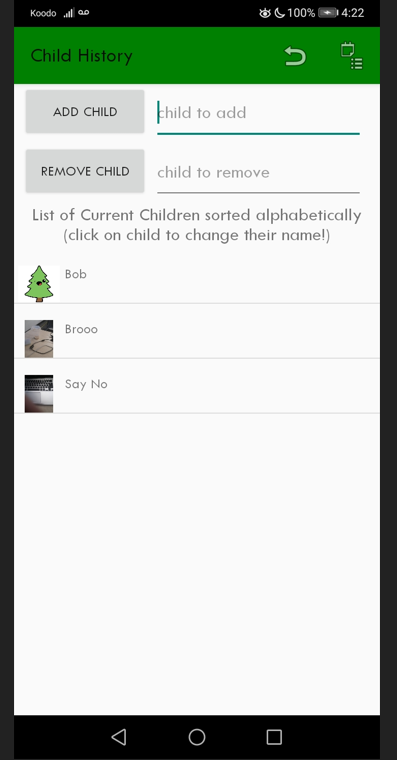 Koodo 100% 4:22
Child History
ADD CHILD child to add
REMOVE CHILD child to remove
List of Current Children sorted alphabetically
(click on child to change their name!)
Bob
Brooo
Say No